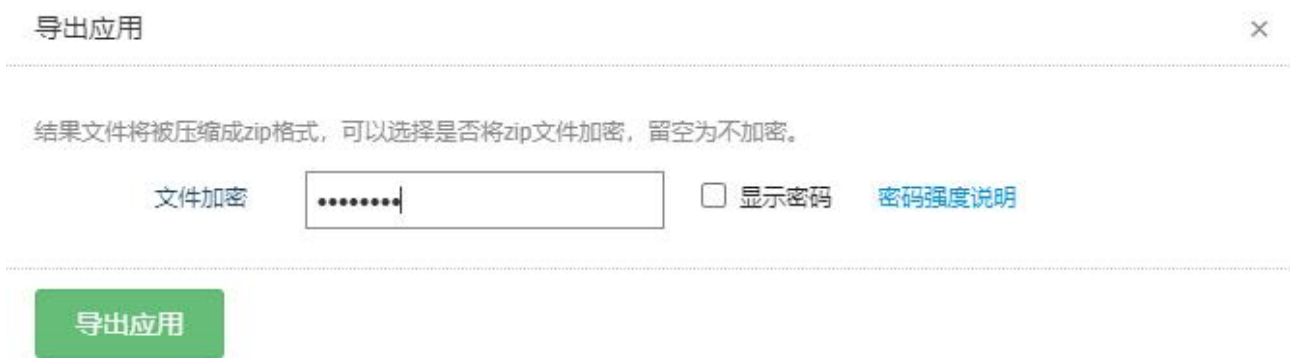 导出应用 ×
结果文件将被压缩成zip格式，可以选择是否将zip文件加密，留空为不加密。
文件加密 •••••••• 显示密码 密码强度说明
导出应用